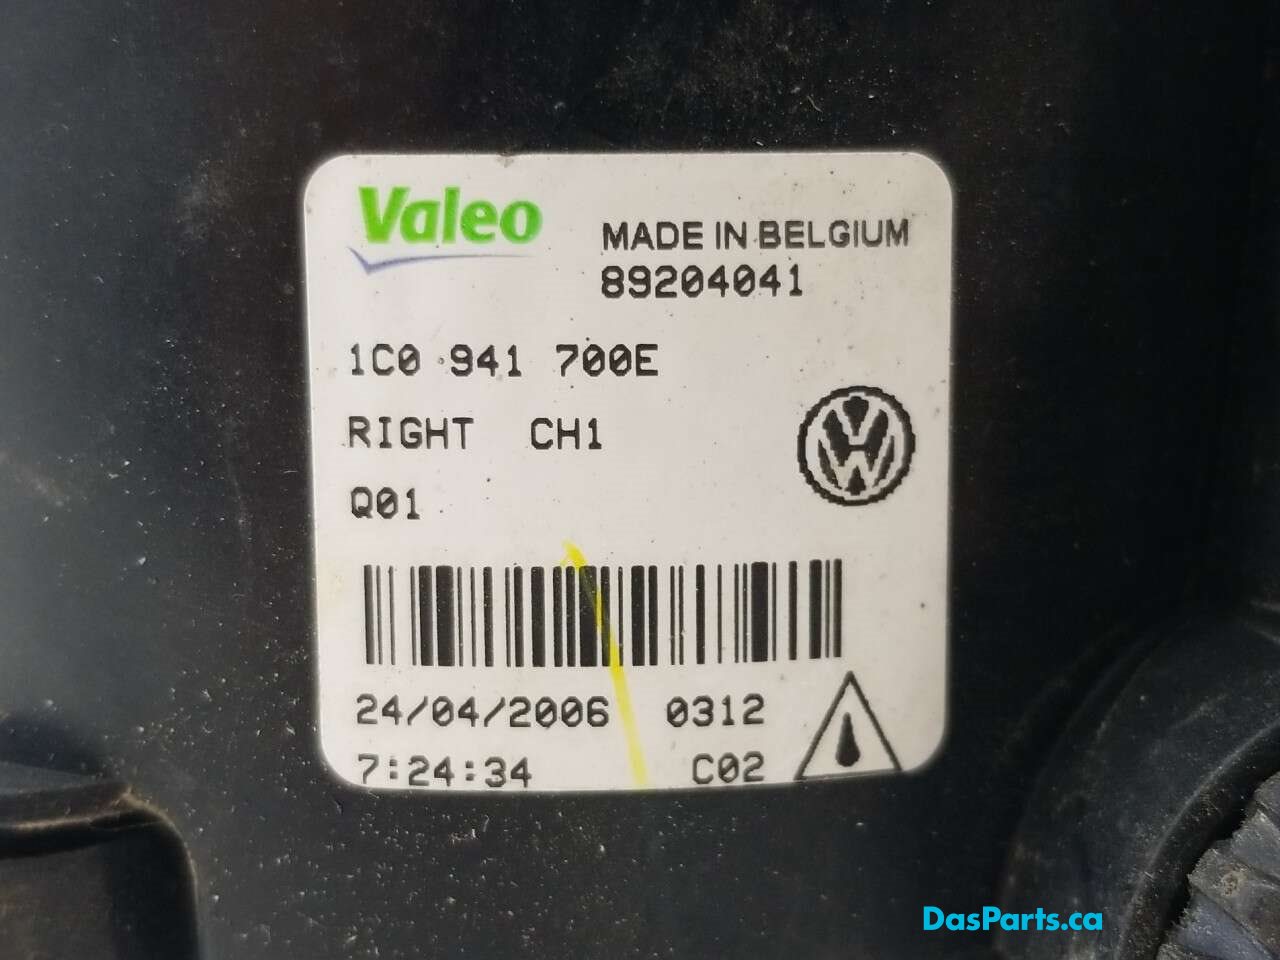 Valeo
MADE IN BELGIUM
89204041
1C0 941 700E
RIGHT CH1
Q01
24/04/2006 0312
7:24:34 C02
DasParts.ca